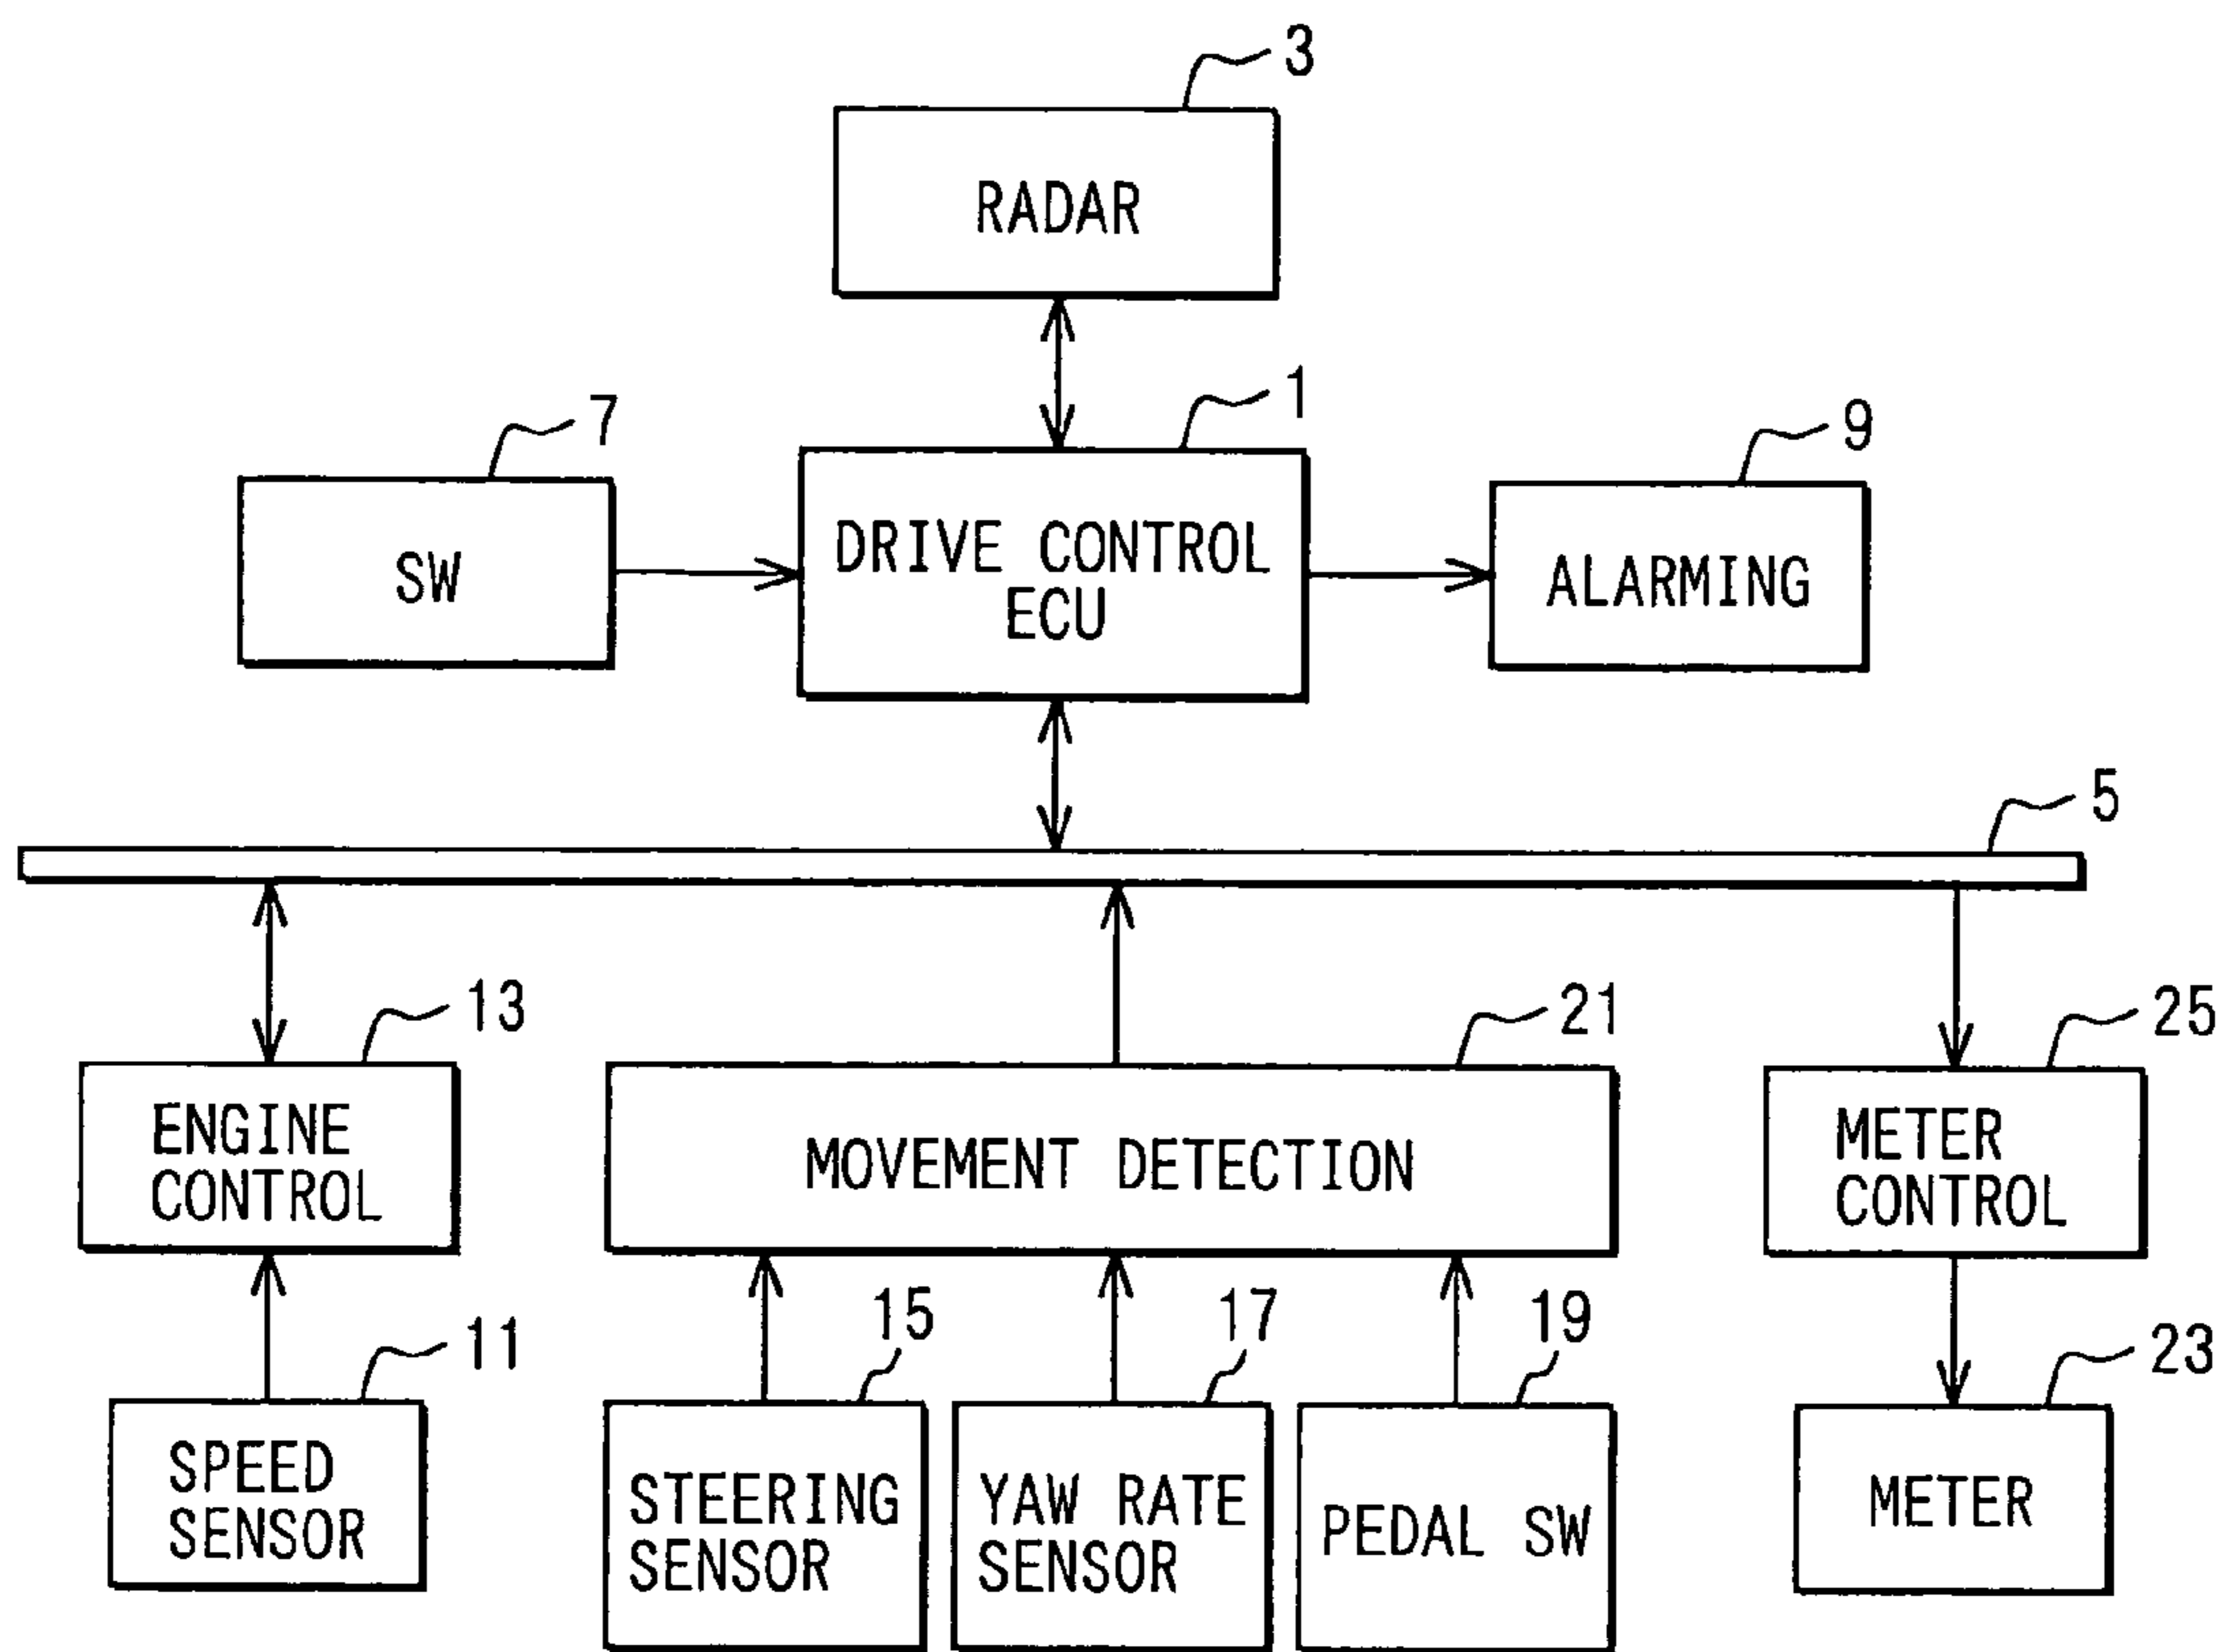 3
RADAR
7
1
9
SW
DRIVE CONTROL
ECU
ALARMING
5
13
21
25
ENGINE
CONTROL
MOVEMENT DETECTION
METER
CONTROL
11
15
17
19
23
SPEED
SENSOR
STEERING
SENSOR
YAW RATE
SENSOR
PEDAL SW
METER